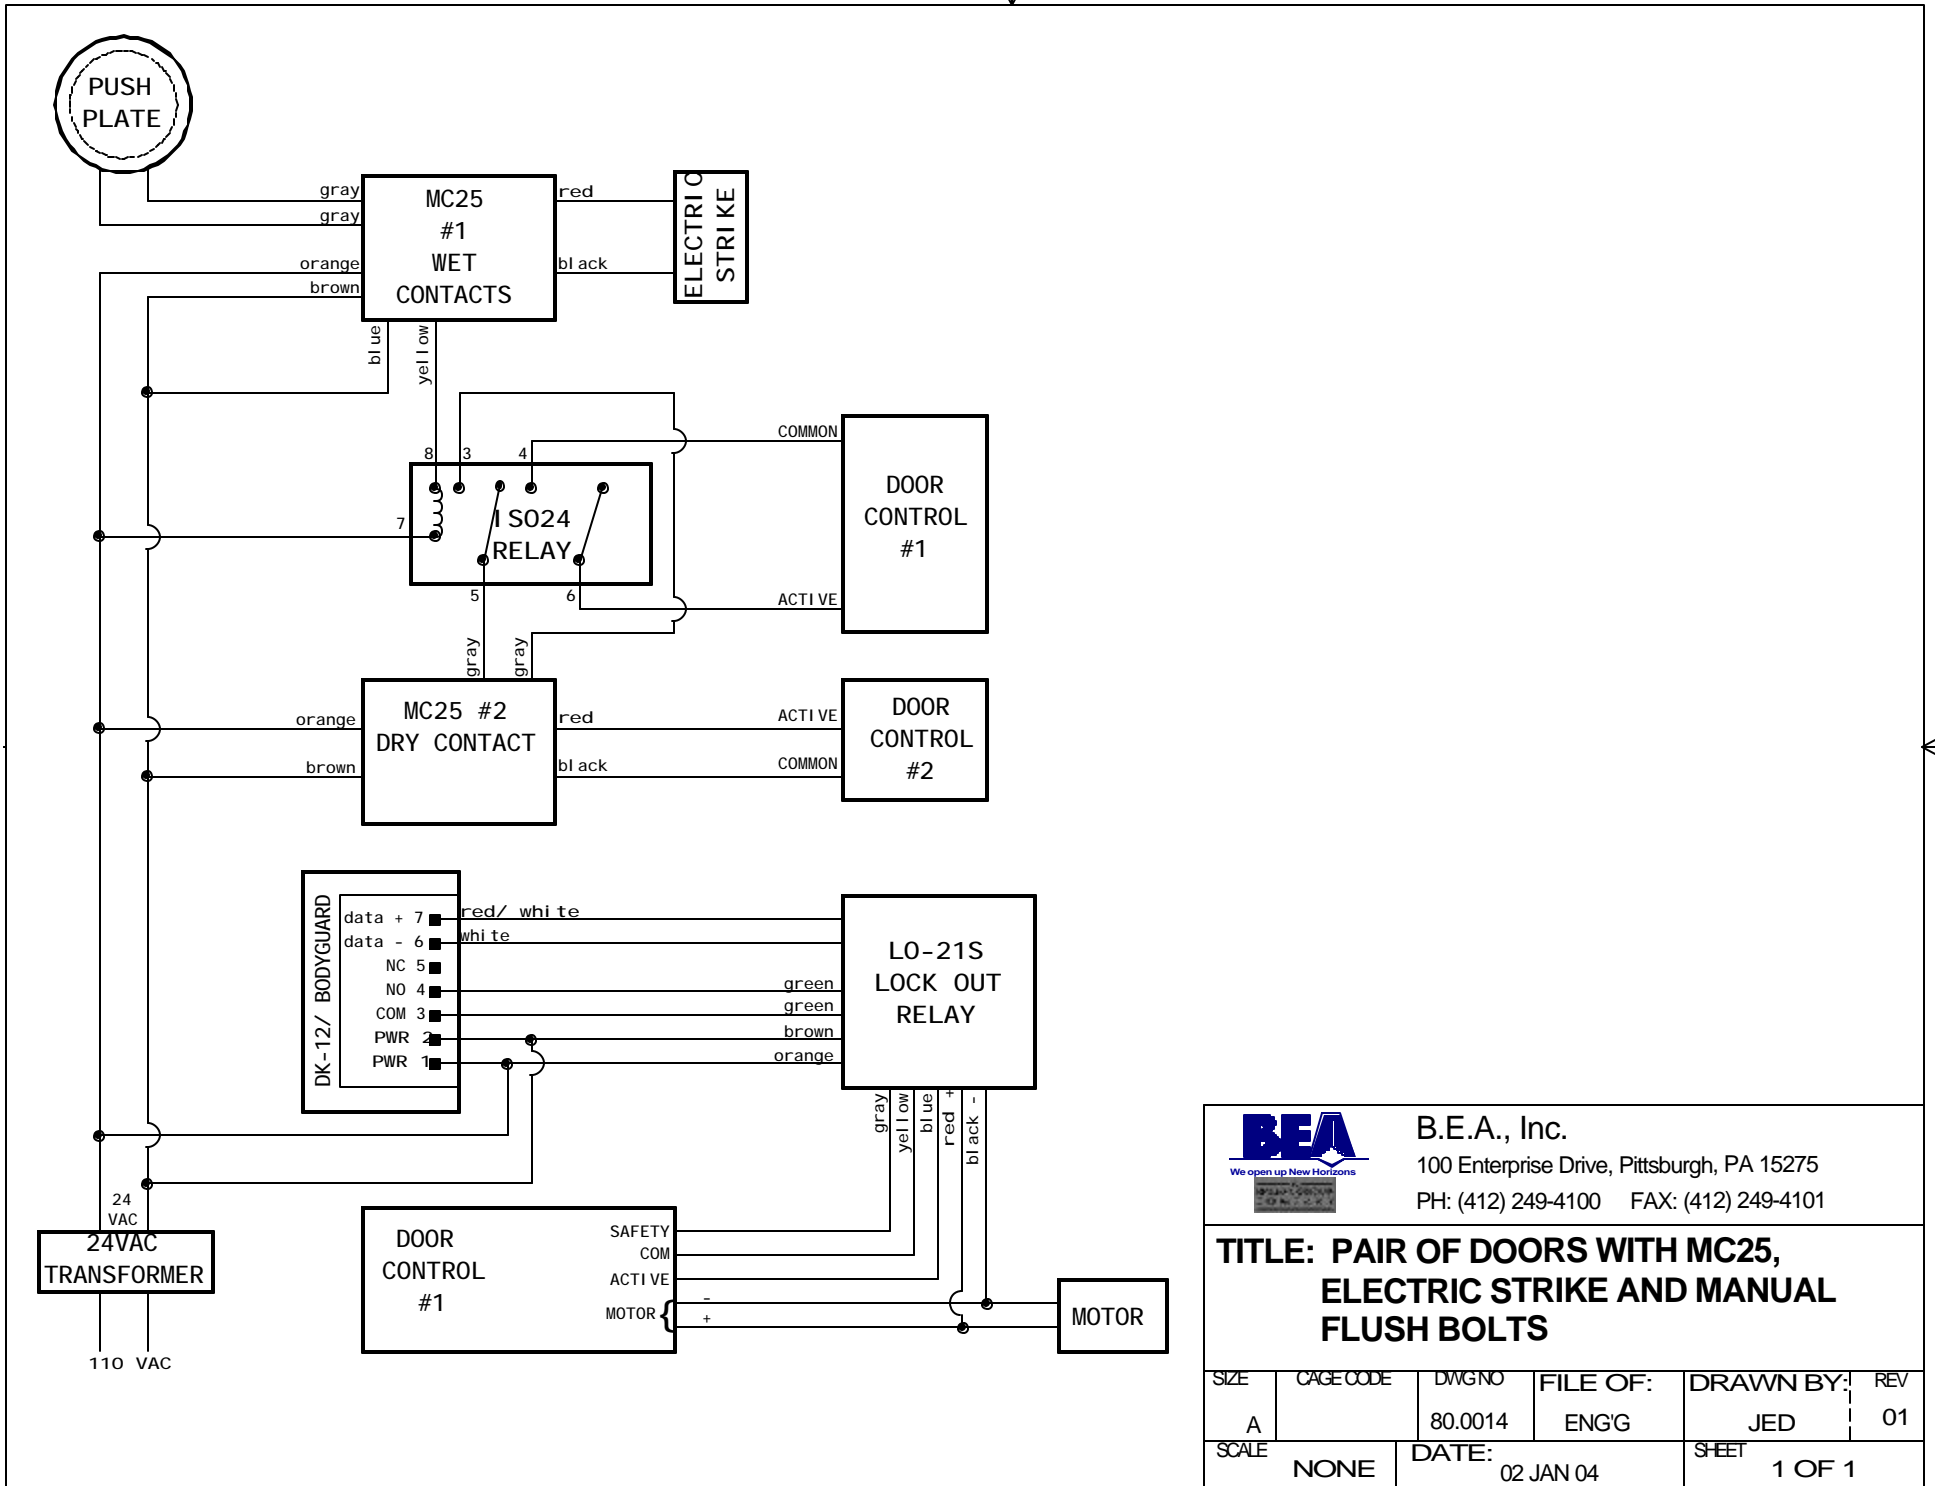 PUSH
PLATE
gray
gray
orange
brown
MC25
#1
WET
CONTACTS
red
black
ELECTRIC
STRIKE
blue
yellow
8
3
4
7
ISO24
RELAY
5
6
COMMON
ACTIVE
DOOR
CONTROL
#1
gray
gray
orange
brown
MC25 #2
DRY CONTACT
red
black
ACTIVE
COMMON
DOOR
CONTROL
#2
DK-12/ BODYGUARD
data + 7
data - 6
NC 5
NO 4
COM 3
PWR 2
PWR 1
red/ white
white
green
green
brown
orange
LO-21S
LOCK OUT
RELAY
gray
yellow
blue
red +
black -
24
VAC
24VAC
TRANSFORMER
110 VAC
DOOR
CONTROL
#1
SAFETY
COM
ACTIVE
MOTOR {
-
+
MOTOR
BEA
We open up New Horizons
B.E.A., Inc.
100 Enterprise Drive, Pittsburgh, PA 15275
PH: (412) 249-4100 FAX: (412) 249-4101
TITLE: PAIR OF DOORS WITH MC25,
ELECTRIC STRIKE AND MANUAL
FLUSH BOLTS
SIZE
A
CAGE CODE
DWG NO
80.0014
FILE OF:
ENG'G
DRAWN BY:
JED
REV
01
SCALE
NONE
DATE:
02 JAN 04
SHEET
1 OF 1